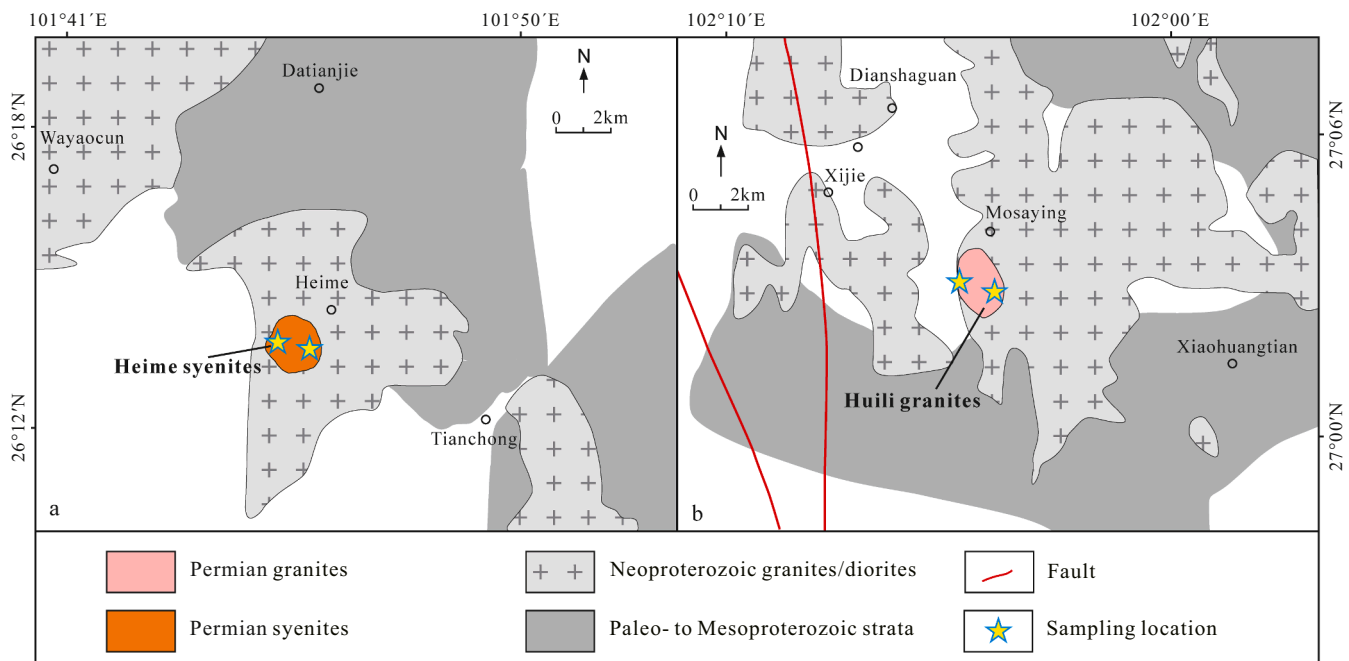 101°41′E
101°50′E
102°10′E
102°00′E
26°18′N
26°12′N
27°06′N
27°00′N
Datianjie
N
0 2km
Wayaocun
Heime
Heime syenites
Tianchong
a
Dianshaguan
N
0 2km
Xijie
Mosaying
Xiaohuangtian
Huili granites
b
Permian granites
Neoproterozoic granites/diorites
Fault
Permian syenites
Paleo- to Mesoproterozoic strata
Sampling location